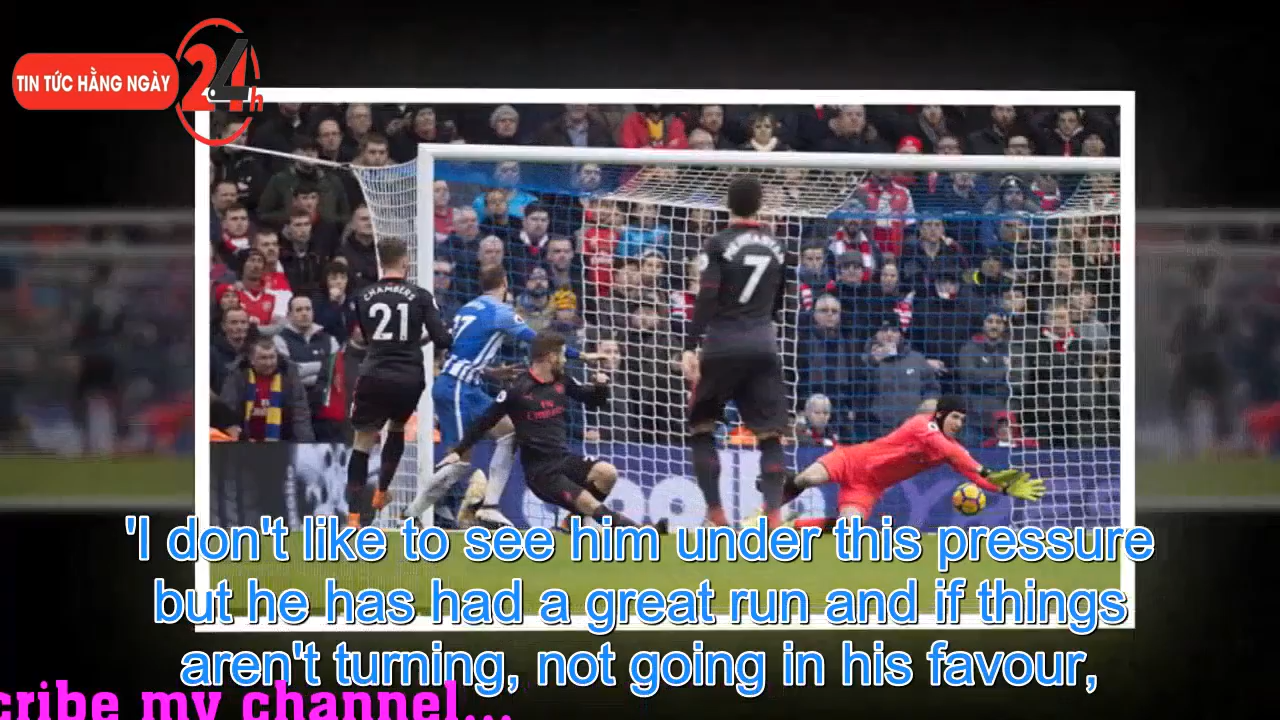 TIN TỨC HẰNG NGÀY
24h
CHAMBERS
21
7
'I don't like to see him under this pressure
but he has had a great run and if things
aren't turning, not going in his favour,
cribe my channel...